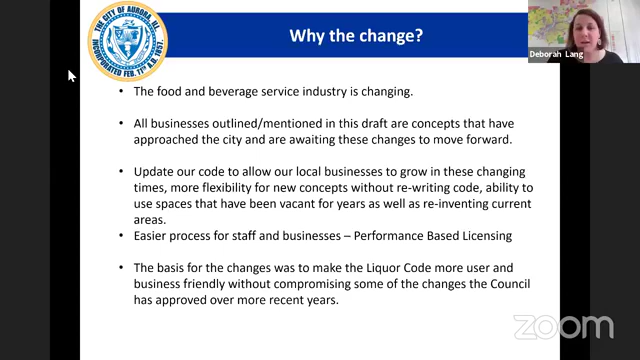 THE CITY OF AURORA, ILL.
INCORPORATED FEB. 11TH A.D. 1857.
Why the change?
Deborah Lang
• The food and beverage service industry is changing.
• All businesses outlined/mentioned in this draft are concepts that have
approached the city and are awaiting these changes to move forward.
• Update our code to allow our local businesses to grow in these changing
times, more flexibility for new concepts without re-writing code, ability to
use spaces that have been vacant for years as well as re-inventing current
areas.
• Easier process for staff and businesses – Performance Based Licensing
• The basis for the changes was to make the Liquor Code more user and
business friendly without compromising some of the changes the Council
has approved over more recent years.
zoom